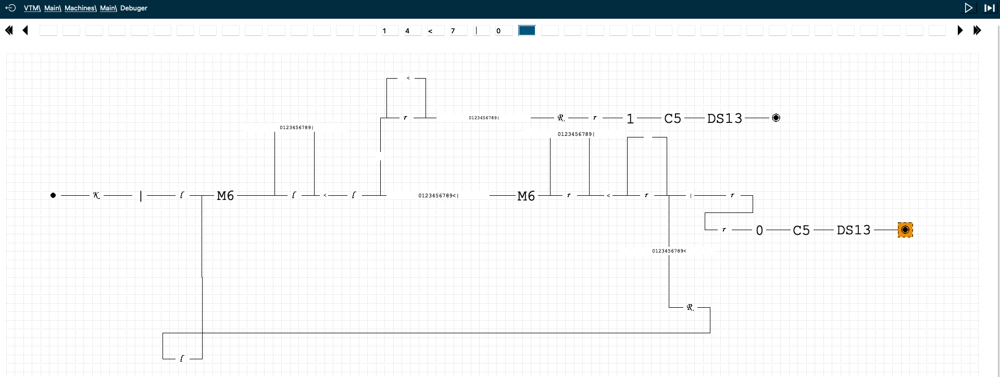 VTM\ Main\ Machines\ Main\ Debuger
1 4 < 7 | 0
<
r 0123456789| R r 1 C5 DS13
0123456789|
0123456789|
K | l M6 l < l 0123456789<| M6 r < r | r
r 0 C5 DS13
0123456789<
R
l